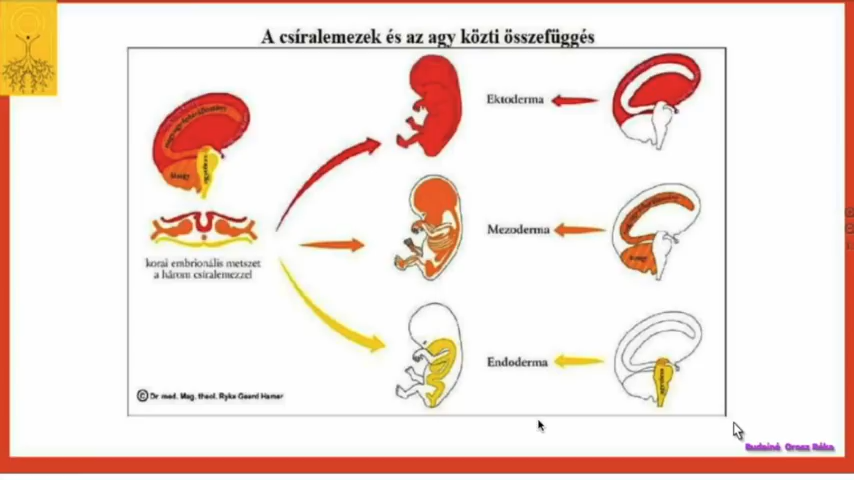 A csíralemezek és az agy közti összefüggés
Ektoderma
Mezoderma
korai embrionális metszet
a három csíralemezzel
Endoderma
© Dr med. Mag. theol. Ryke Geerd Hamer
Budainé Orosz Réka